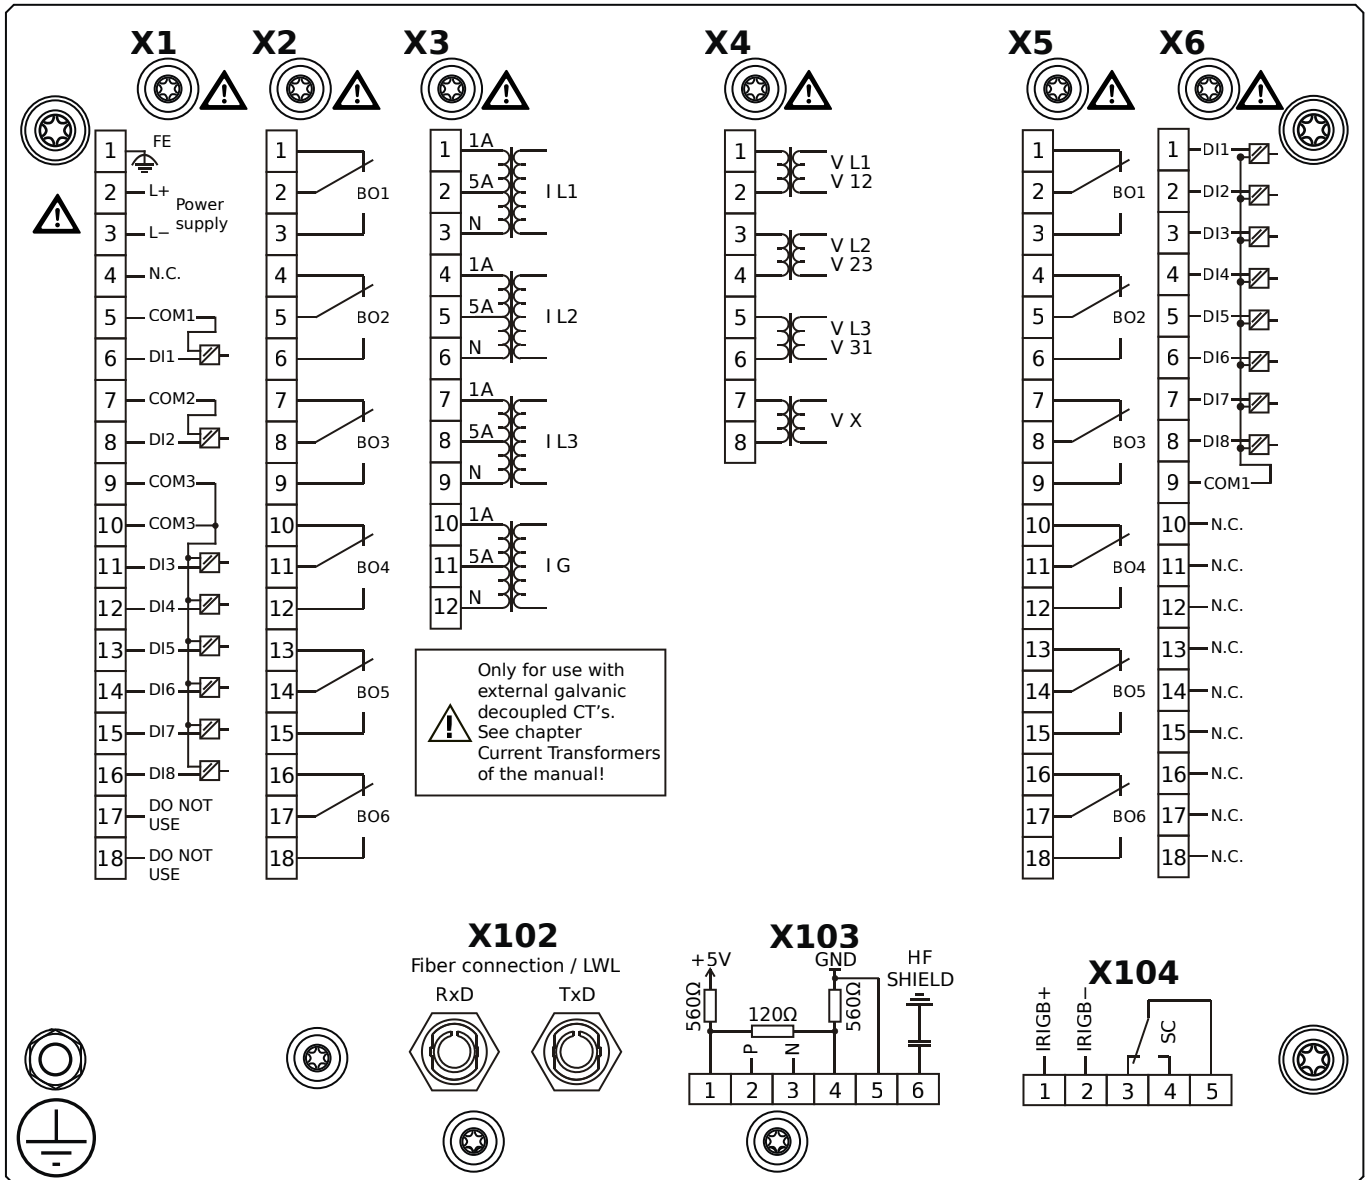 X1 X2 X3 X4 X5 X6
X1
1 FE
2 L+
Power
supply
3 L−
4 N.C.
5 COM1
6 DI1
7 COM2
8 DI2
9 COM3
10 COM3
11 DI3
12 DI4
13 DI5
14 DI6
15 DI7
16 DI8
17 DO NOT
USE
18 DO NOT
USE
1
2 BO1
3
4
5 BO2
6
7
8 BO3
9
10
11 BO4
12
13
14 BO5
15
16
17 BO6
18
1 1A
2 5A I L1
3 N
4 1A
5 5A I L2
6 N
7 1A
8 5A I L3
9 N
10 1A
11 5A I G
12 N
Only for use with
external galvanic
decoupled CT's.
See chapter
Current Transformers
of the manual!
1 V L1
2 V 12
3 V L2
4 V 23
5 V L3
6 V 31
7 V X
8
1
2 BO1
3
4
5 BO2
6
7
8 BO3
9
10
11 BO4
12
13
14 BO5
15
16
17 BO6
18
1 DI1
2 DI2
3 DI3
4 DI4
5 DI5
6 DI6
7 DI7
8 DI8
9 COM1
10 N.C.
11 N.C.
12 N.C.
13 N.C.
14 N.C.
15 N.C.
16 N.C.
17 N.C.
18 N.C.
X102
Fiber connection / LWL
RxD TxD
X103
+5V GND HF
SHIELD
560Ω 120Ω 560Ω
P N
1 2 3 4 5 6
X104
IRIGB+ IRIGB− SC
1 2 3 4 5